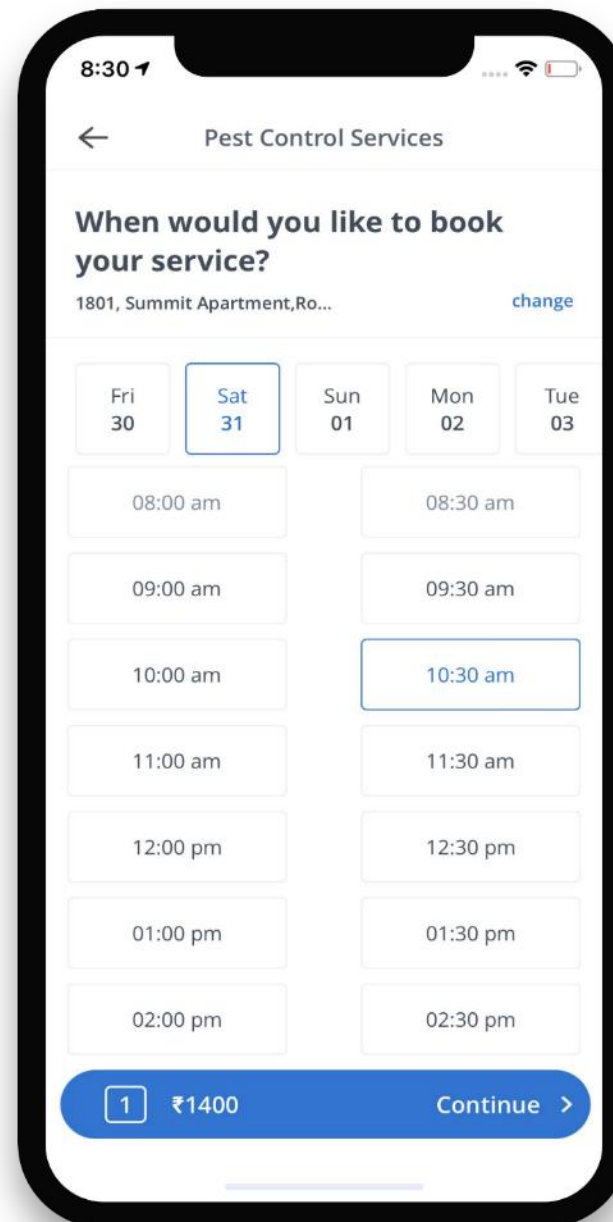 8:30
Pest Control Services
When would you like to book
your service?
1801, Summit Apartment,Ro...
change
Fri Sat Sun Mon Tue
30 31 01 02 03
08:00 am 08:30 am
09:00 am 09:30 am
10:00 am 10:30 am
11:00 am 11:30 am
12:00 pm 12:30 pm
01:00 pm 01:30 pm
02:00 pm 02:30 pm
1 ₹1400 Continue